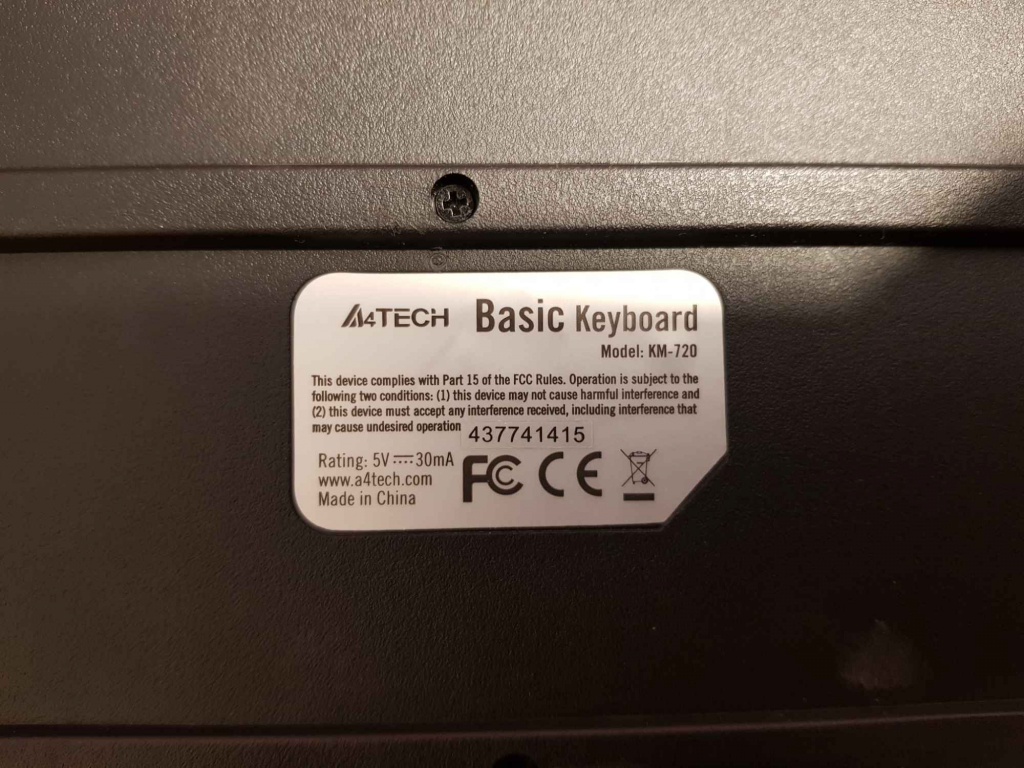 A4TECH Basic Keyboard
Model: KM-720
This device complies with Part 15 of the FCC Rules. Operation is subject to the
following two conditions: (1) this device may not cause harmful interference and
(2) this device must accept any interference received, including interference that
may cause undesired operation
437741415
Rating: 5V⎓30mA
www.a4tech.com
Made in China
FC CE